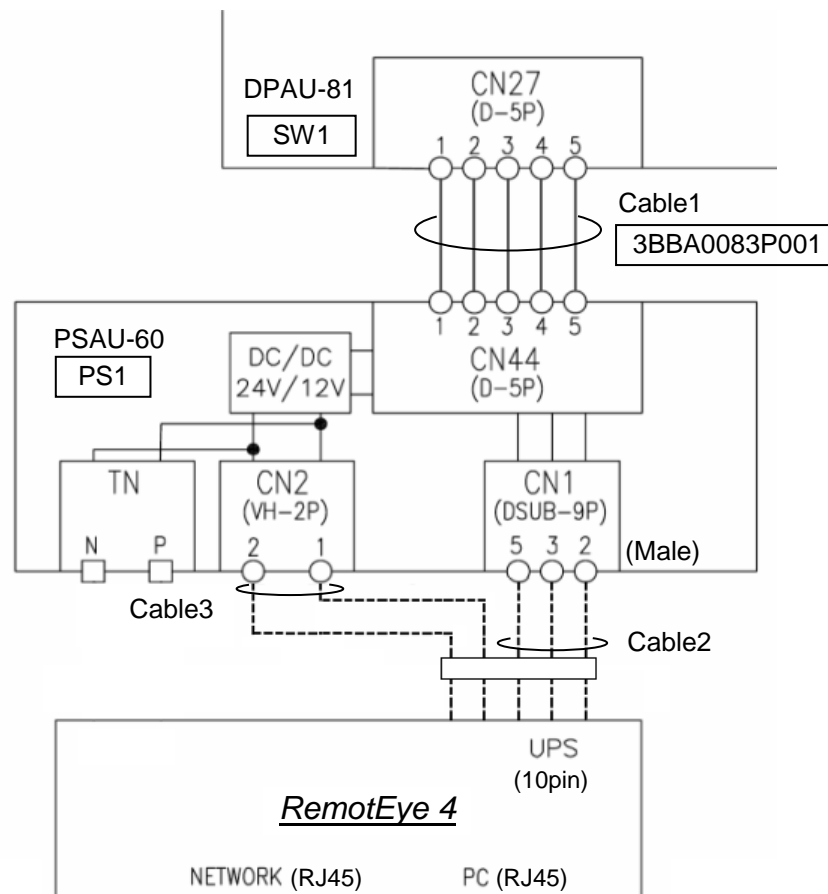 DPAU-81
SW1
CN27
(D-5P)
1 2 3 4 5
Cable1
3BBA0083P001
1 2 3 4 5
PSAU-60
PS1
DC/DC
24V/12V
CN44
(D-5P)
TN
N P
CN2
(VH-2P)
2 1
CN1
(DSUB-9P)
5 3 2
(Male)
Cable3
Cable2
UPS
(10pin)
RemotEye 4
NETWORK (RJ45)
PC (RJ45)